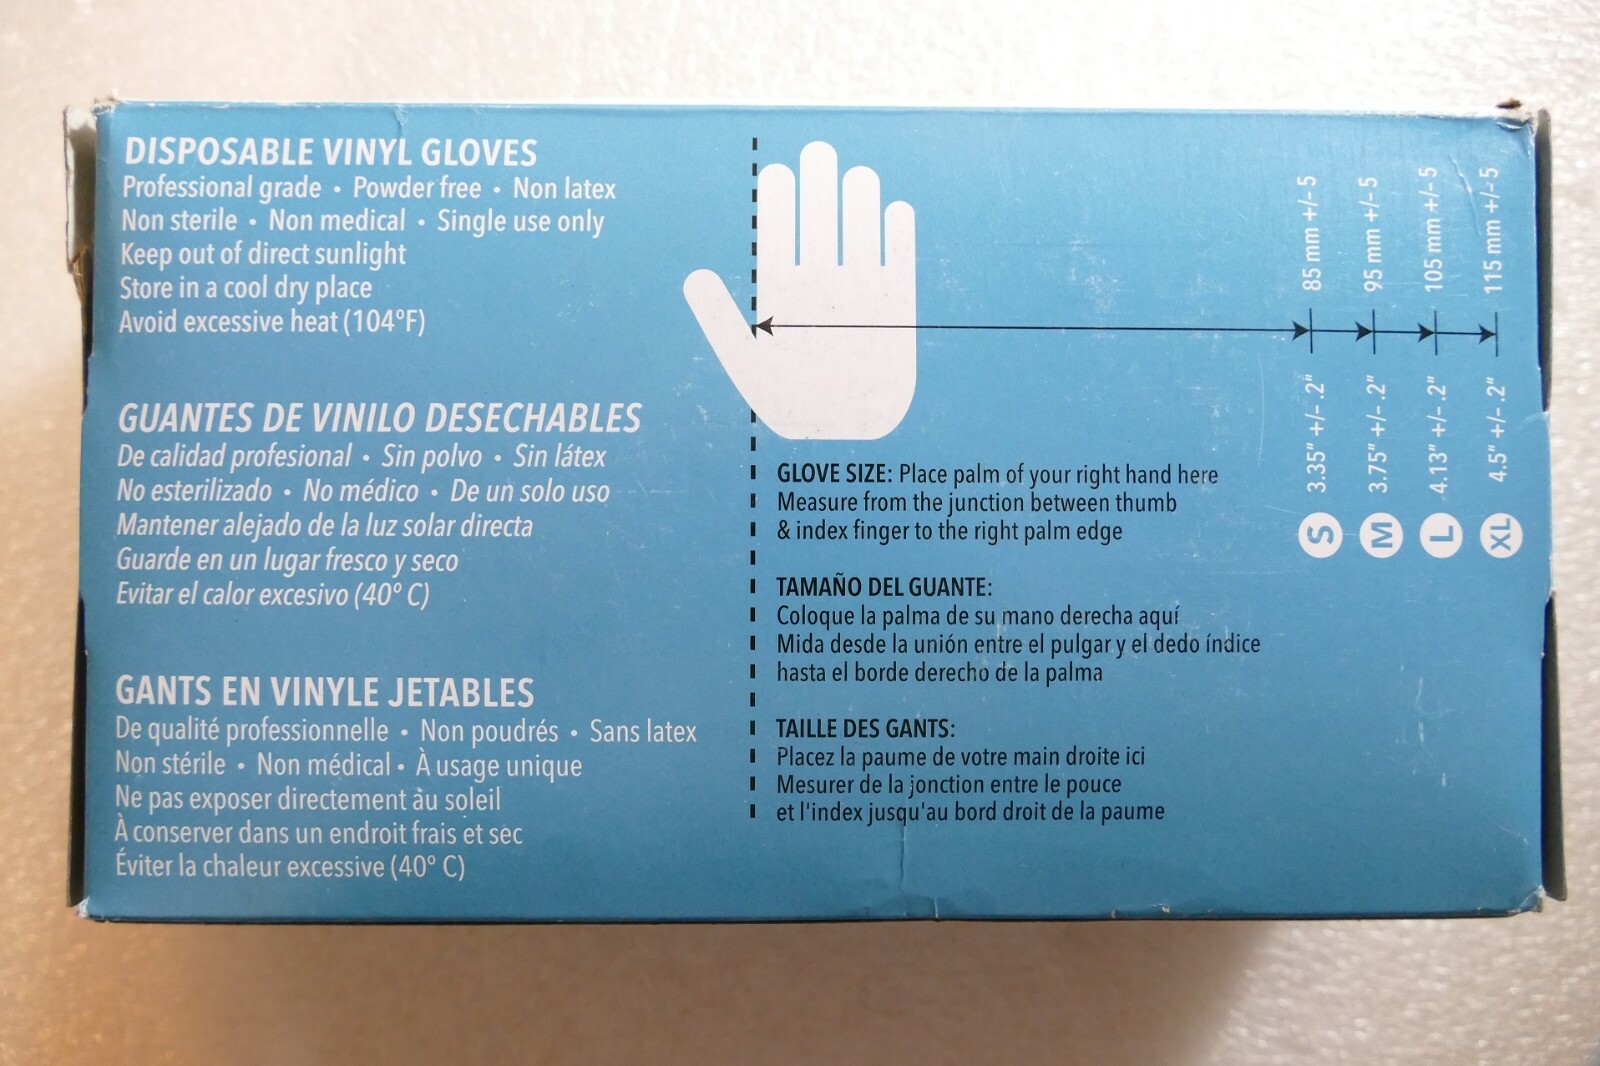 DISPOSABLE VINYL GLOVES
Professional grade • Powder free • Non latex
Non sterile • Non medical • Single use only
Keep out of direct sunlight
Store in a cool dry place
Avoid excessive heat (104ºF)
GUANTES DE VINILO DESECHABLES
De calidad profesional • Sin polvo • Sin látex
No esterilizado • No médico • De un solo uso
Mantener alejado de la luz solar directa
Guarde en un lugar fresco y seco
Evitar el calor excesivo (40º C)
GANTS EN VINYLE JETABLES
De qualité professionnelle • Non poudrés • Sans latex
Non stérile • Non médical • À usage unique
Ne pas exposer directement au soleil
À conserver dans un endroit frais et sec
Éviter la chaleur excessive (40º C)
GLOVE SIZE: Place palm of your right hand here
Measure from the junction between thumb
& index finger to the right palm edge
TAMAÑO DEL GUANTE:
Coloque la palma de su mano derecha aquí
Mida desde la unión entre el pulgar y el dedo índice
hasta el borde derecho de la palma
TAILLE DES GANTS:
Placez la paume de votre main droite ici
Mesurer de la jonction entre le pouce
et l'index jusqu'au bord droit de la paume
S 3.35" +/-.2" 85 mm +/- 5
M 3.75" +/-.2" 95 mm +/- 5
L 4.13" +/-.2" 105 mm +/- 5
XL 4.5" +/-.2" 115 mm +/- 5